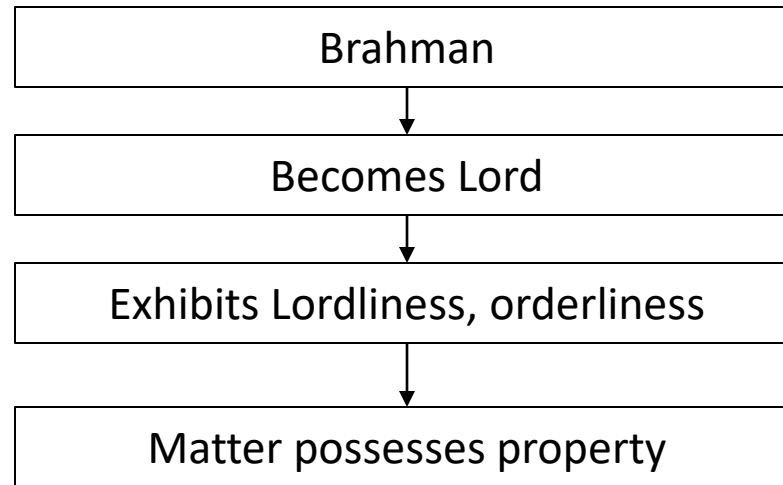 Brahman
Becomes Lord
Exhibits Lordliness, orderliness
Matter possesses property